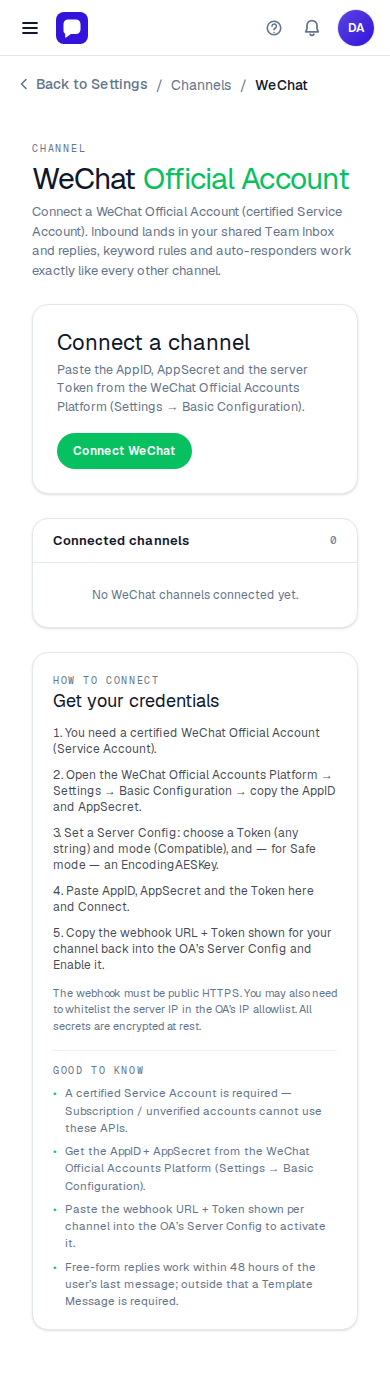 DA
Back to Settings / Channels / WeChat
CHANNEL
WeChat Official Account
Connect a WeChat Official Account (certified Service
Account). Inbound lands in your shared Team Inbox
and replies, keyword rules and auto-responders work
exactly like every other channel.
Connect a channel
Paste the AppID, AppSecret and the server
Token from the WeChat Official Accounts
Platform (Settings → Basic Configuration).
Connect WeChat
Connected channels 0
No WeChat channels connected yet.
HOW TO CONNECT
Get your credentials
1. You need a certified WeChat Official Account
(Service Account).
2. Open the WeChat Official Accounts Platform →
Settings → Basic Configuration → copy the AppID
and AppSecret.
3. Set a Server Config: choose a Token (any
string) and mode (Compatible), and — for Safe
mode — an EncodingAESKey.
4. Paste AppID, AppSecret and the Token here
and Connect.
5. Copy the webhook URL + Token shown for your
channel back into the OA's Server Config and
Enable it.
The webhook must be public HTTPS. You may also need
to whitelist the server IP in the OA's IP allowlist. All
secrets are encrypted at rest.
GOOD TO KNOW
• A certified Service Account is required —
Subscription / unverified accounts cannot use
these APIs.
• Get the AppID + AppSecret from the WeChat
Official Accounts Platform (Settings → Basic
Configuration).
• Paste the webhook URL + Token shown per
channel into the OA's Server Config to activate
it.
• Free-form replies work within 48 hours of the
user's last message; outside that a Template
Message is required.